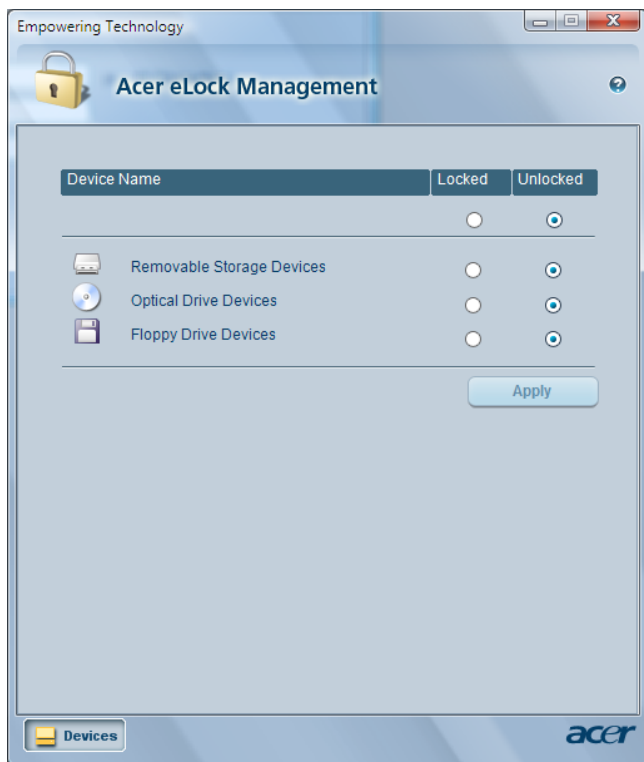 Empowering Technology
Acer eLock Management
Device Name Locked Unlocked
Removable Storage Devices
Optical Drive Devices
Floppy Drive Devices
Apply
Devices acer